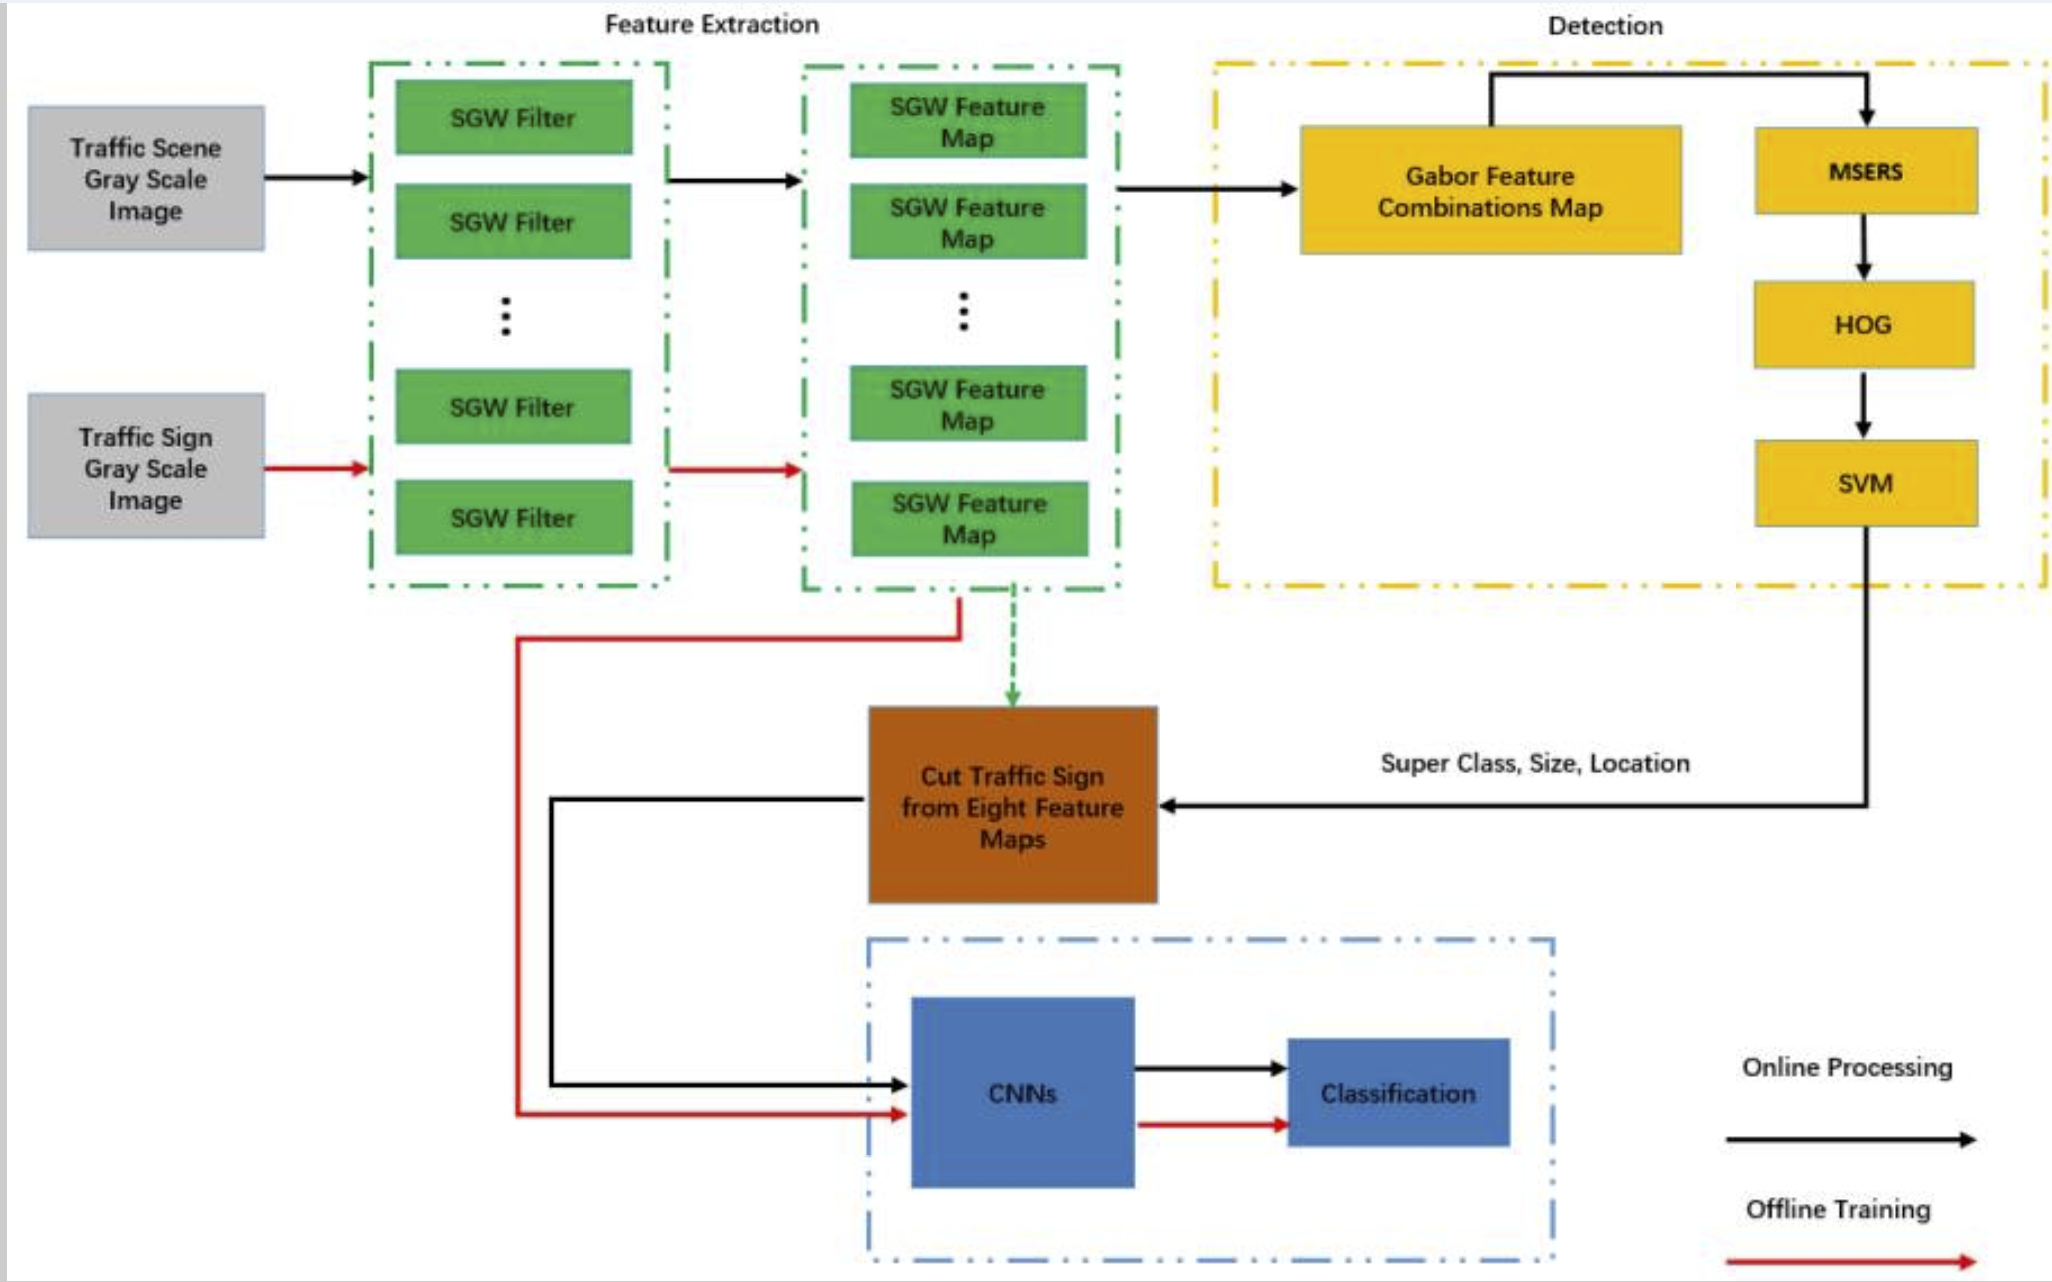 Feature Extraction
Detection
Traffic Scene
Gray Scale
Image
SGW Filter
SGW Filter
SGW Filter
SGW Filter
SGW Feature
Map
SGW Feature
Map
SGW Feature
Map
SGW Feature
Map
Gabor Feature
Combinations Map
MSERS
HOG
SVM
Traffic Sign
Gray Scale
Image
Super Class, Size, Location
Cut Traffic Sign
from Eight Feature
Maps
CNNs
Classification
Online Processing
Offline Training